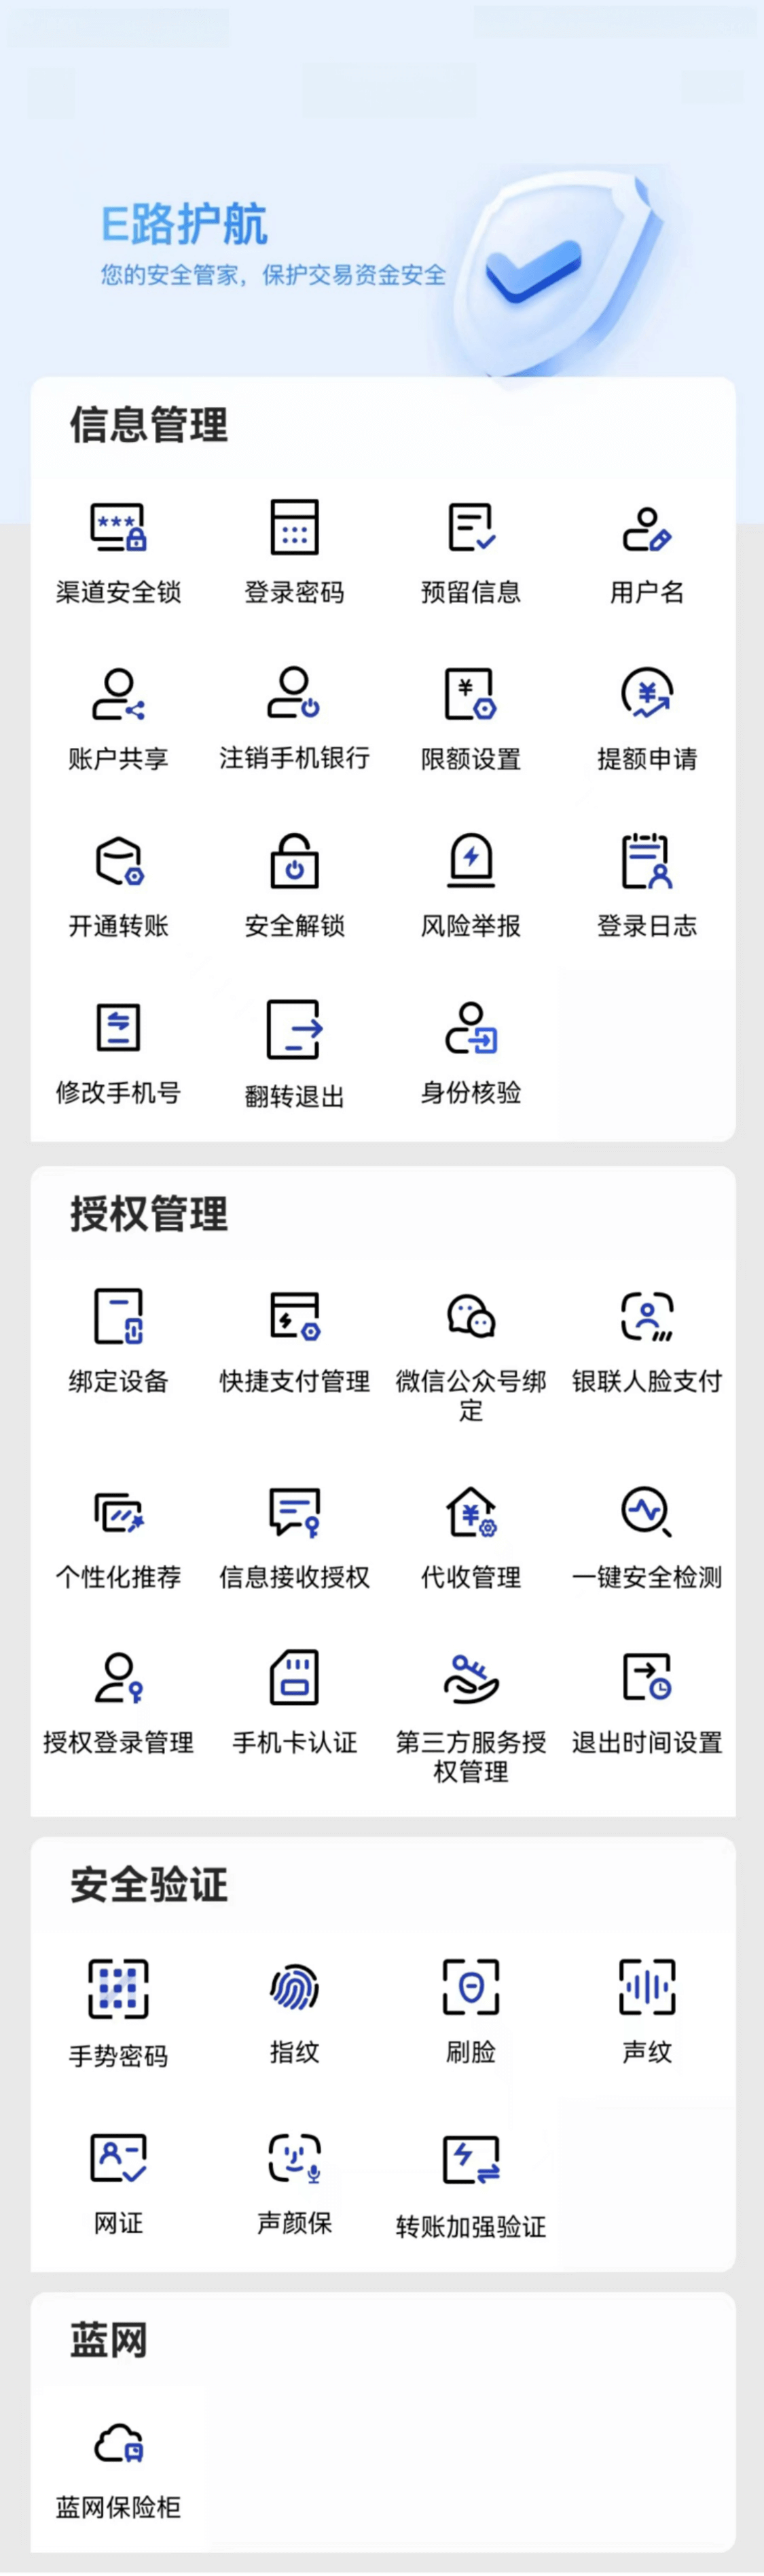 E路护航
您的安全管家，保护交易资金安全
信息管理
渠道安全锁
登录密码
预留信息
用户名
账户共享
注销手机银行
限额设置
提额申请
开通转账
安全解锁
风险举报
登录日志
修改手机号
翻转退出
身份核验
授权管理
绑定设备
快捷支付管理
微信公众号绑
定
银联人脸支付
个性化推荐
信息接收授权
代收管理
一键安全检测
授权登录管理
手机卡认证
第三方服务授
权管理
退出时间设置
安全验证
手势密码
指纹
刷脸
声纹
网证
声颜保
转账加强验证
蓝网
蓝网保险柜